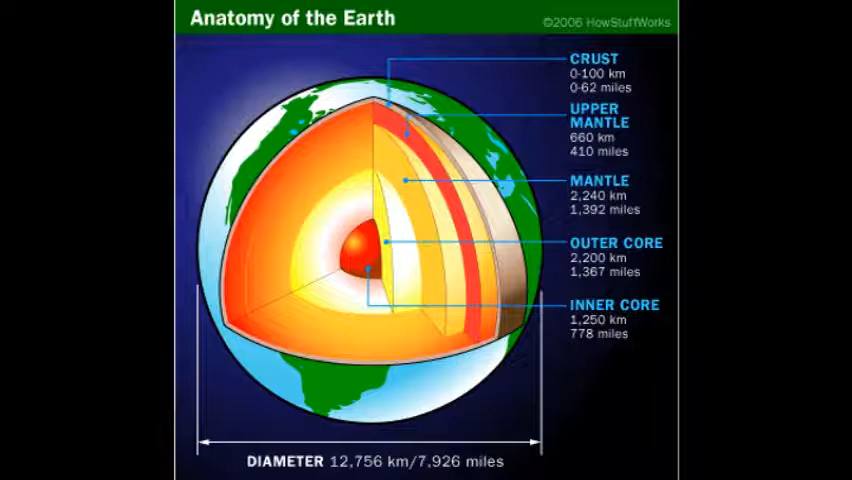 Anatomy of the Earth
©2006 HowStuffWorks
CRUST
0-100 km
0-62 miles
UPPER
MANTLE
660 km
410 miles
MANTLE
2,240 km
1,392 miles
OUTER CORE
2,200 km
1,367 miles
INNER CORE
1,250 km
778 miles
DIAMETER 12,756 km/7,926 miles